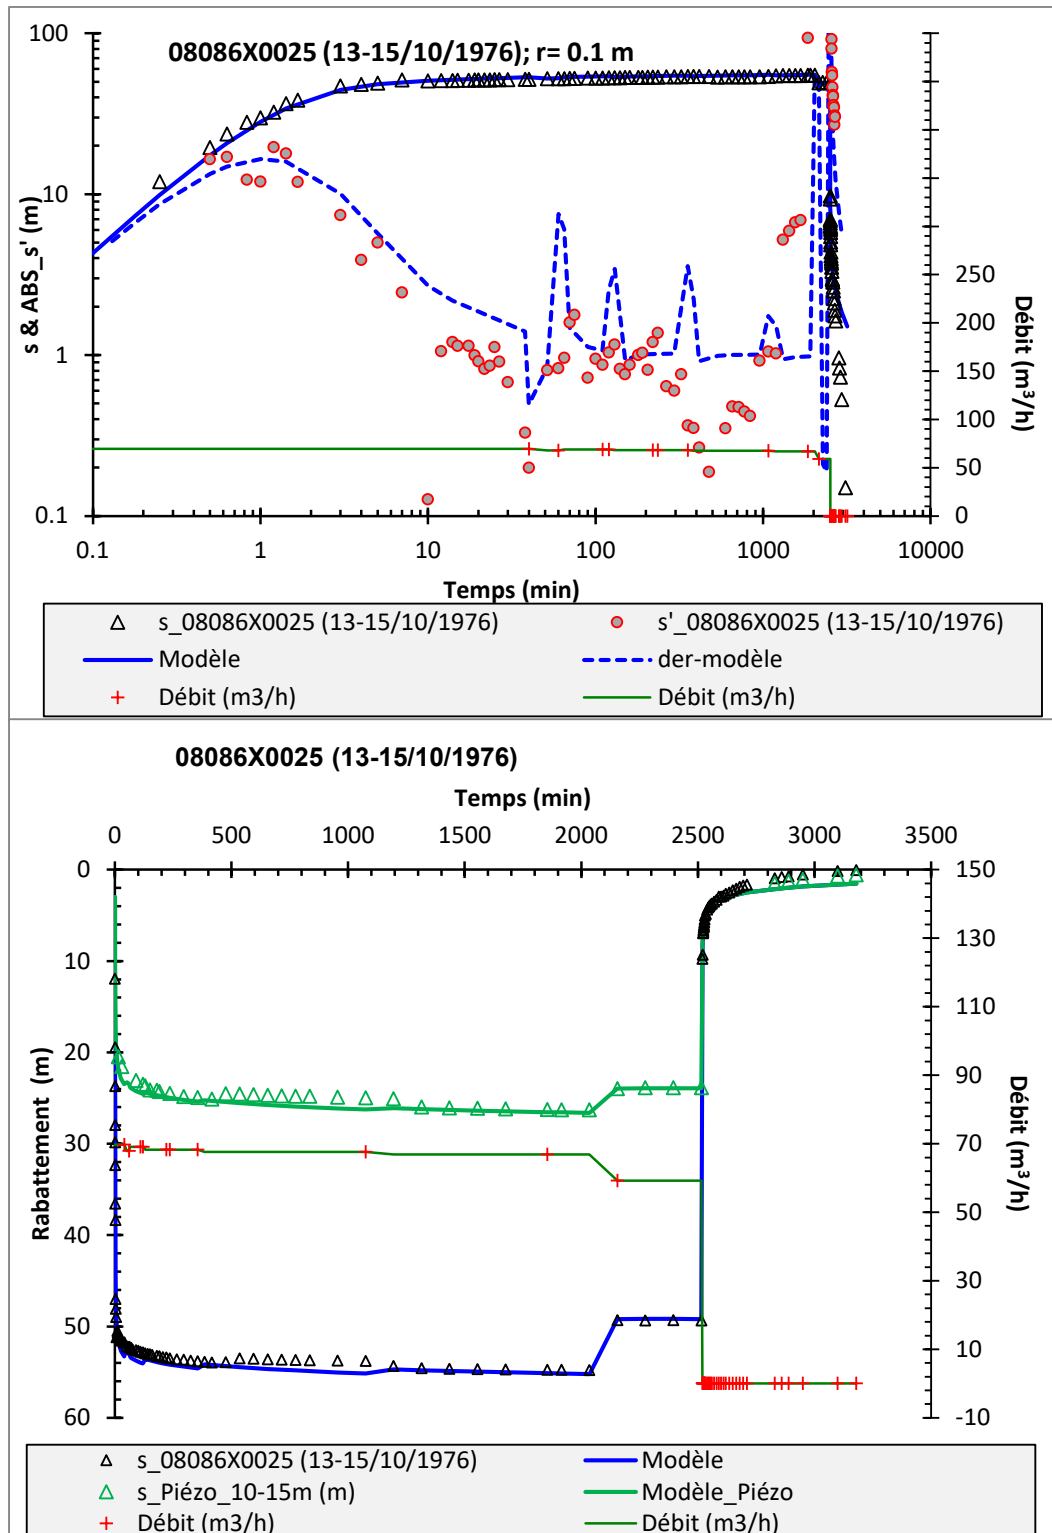 08086X0025 (13-15/10/1976); r= 0.1 m
s & ABS_s' (m)
100
10
1
0.1
250
200
150
100
50
0
Débit (m³/h)
0.1 1 10 100 1000 10000
Temps (min)
s_08086X0025 (13-15/10/1976) s'_08086X0025 (13-15/10/1976)
Modèle der-modèle
Débit (m3/h) Débit (m3/h)
08086X0025 (13-15/10/1976)
Temps (min)
0 500 1000 1500 2000 2500 3000 3500
Rabattement (m)
0
10
20
30
40
50
60
150
130
110
90
70
50
30
10
-10
Débit (m³/h)
s_08086X0025 (13-15/10/1976) Modèle
s_Piézo_10-15m (m) Modèle_Piézo
Débit (m3/h) Débit (m3/h)